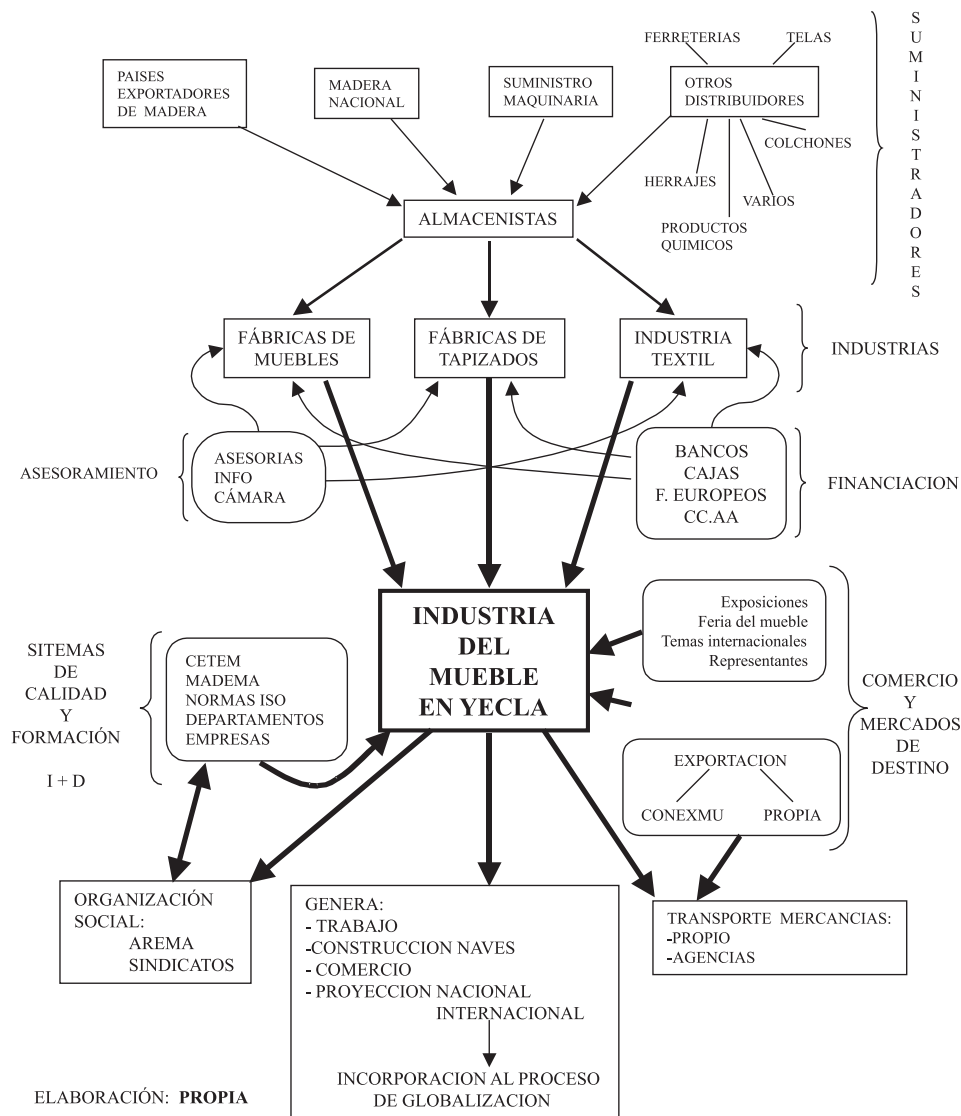 FERRETERIAS
TELAS
PAISES
EXPORTADORES
DE MADERA
MADERA
NACIONAL
SUMINISTRO
MAQUINARIA
OTROS
DISTRIBUIDORES
COLCHONES
HERRAJES
VARIOS
PRODUCTOS
QUIMICOS
SUMINISTRADORES
ALMACENISTAS
FÁBRICAS DE
MUEBLES
FÁBRICAS DE
TAPIZADOS
INDUSTRIA
TEXTIL
INDUSTRIAS
ASESORAMIENTO
ASESORIAS
INFO
CÁMARA
BANCOS
CAJAS
F. EUROPEOS
CC.AA
FINANCIACION
INDUSTRIA
DEL
MUEBLE
EN YECLA
Exposiciones
Feria del mueble
Temas internacionales
Representantes
SITEMAS
DE
CALIDAD
Y
FORMACIÓN
I + D
CETEM
MADEMA
NORMAS ISO
DEPARTAMENTOS
EMPRESAS
COMERCIO
Y
MERCADOS
DE
DESTINO
EXPORTACION
CONEXMU
PROPIA
ORGANIZACIÓN
SOCIAL:
AREMA
SINDICATOS
GENERA:
- TRABAJO
-CONSTRUCCION NAVES
- COMERCIO
- PROYECCION NACIONAL
INTERNACIONAL
INCORPORACION AL PROCESO
DE GLOBALIZACION
TRANSPORTE MERCANCIAS:
-PROPIO
-AGENCIAS
ELABORACIÓN: PROPIA